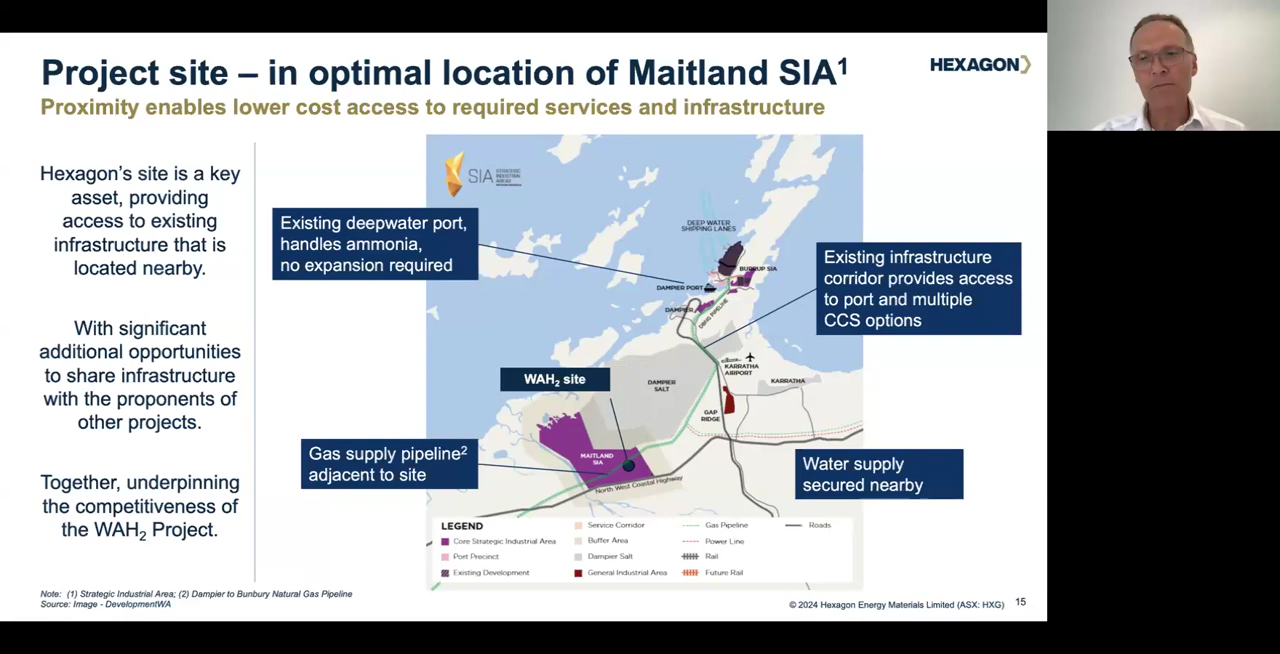 Project site – in optimal location of Maitland SIA¹
HEXAGON
Proximity enables lower cost access to required services and infrastructure
Hexagon's site is a key
asset, providing
access to existing
infrastructure that is
located nearby.
With significant
additional opportunities
to share infrastructure
with the proponents of
other projects.
Together, underpinning
the competitiveness of
the WAH₂ Project.
SIA
STRATEGIC
INDUSTRIAL
AREAS
Existing deepwater port,
handles ammonia,
no expansion required
DEEP WATER
SHIPPING LANES
BURRUP SIA
DAMPIER PORT
DAMPIER
DBNG PIPELINE
Existing infrastructure
corridor provides access
to port and multiple
CCS options
KARRATHA
AIRPORT
KARRATHA
WAH₂ site
DAMPIER
SALT
GAP
RIDGE
Gas supply pipeline²
adjacent to site
MAITLAND
SIA
North West Coastal Highway
Water supply
secured nearby
LEGEND
Core Strategic Industrial Area
Port Precinct
Existing Development
Service Corridor
Buffer Area
Dampier Salt
General Industrial Area
Gas Pipeline
Power Line
Rail
Future Rail
Roads
Note: (1) Strategic Industrial Area; (2) Dampier to Bunbury Natural Gas Pipeline
Source: Image - DevelopmentWA
© 2024 Hexagon Energy Materials Limited (ASX: HXG)
15